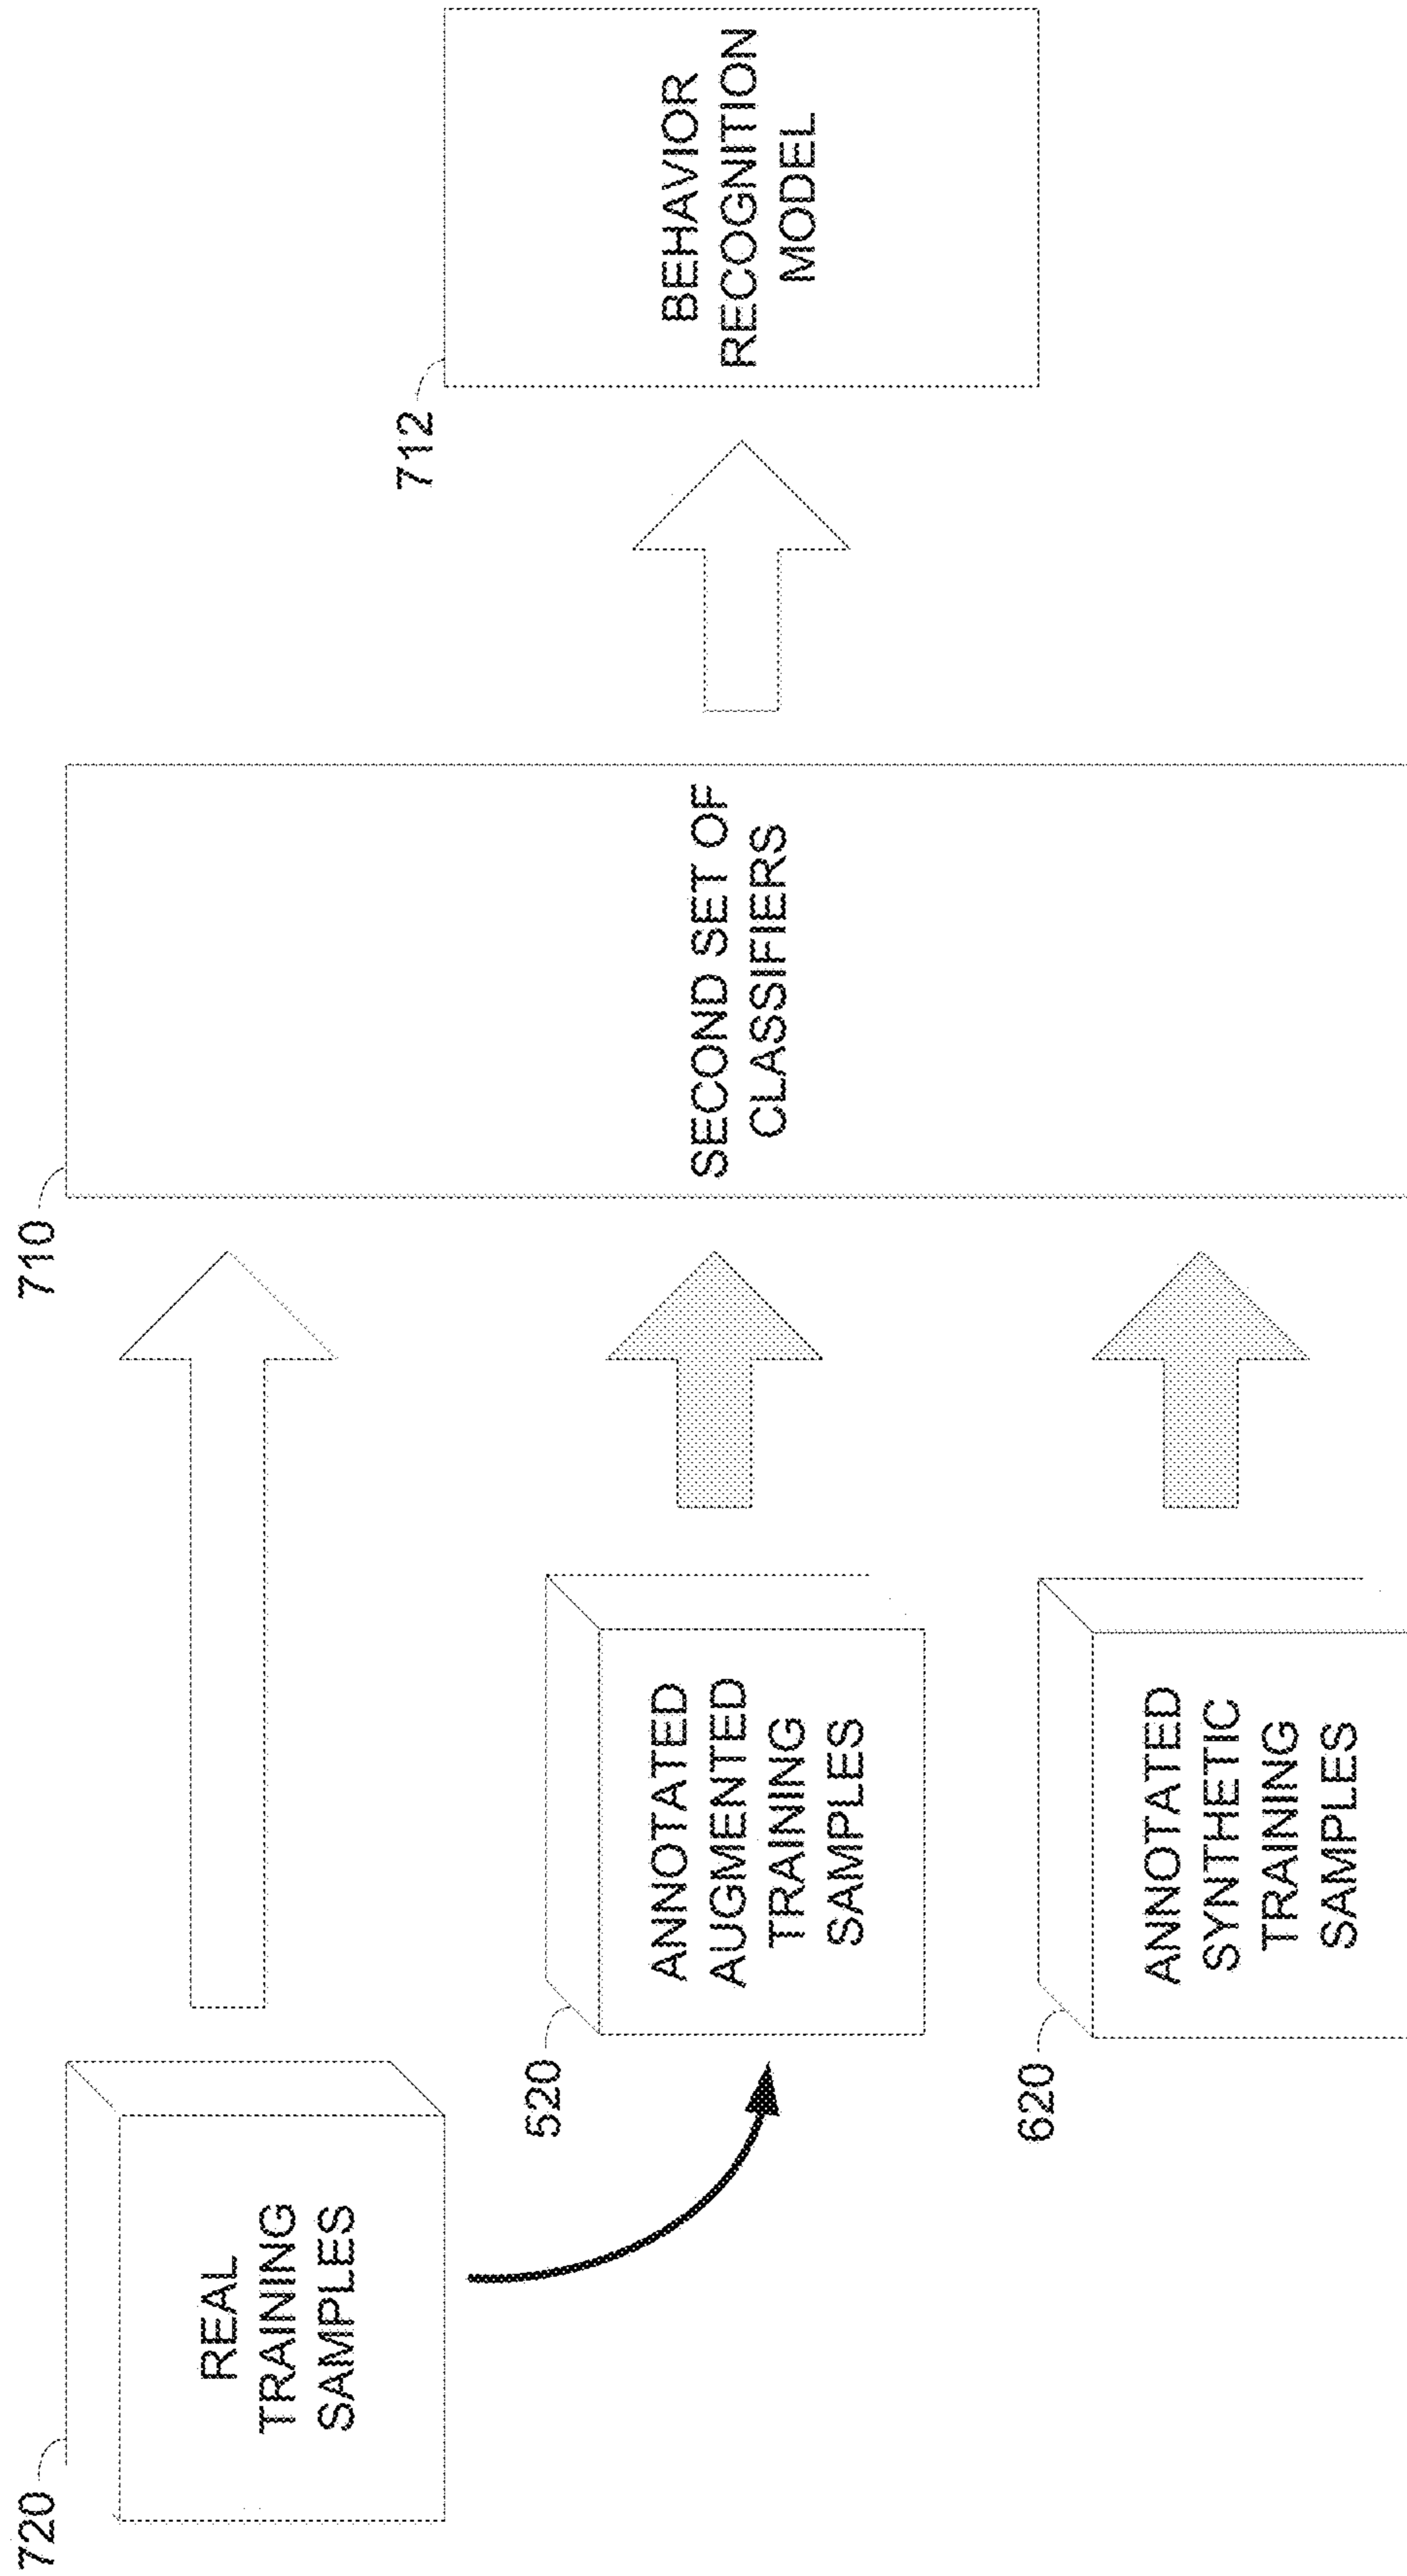 720
REAL
TRAINING
SAMPLES
710
SECOND SET OF
CLASSIFIERS
712
BEHAVIOR
RECOGNITION
MODEL
520
ANNOTATED
AUGMENTED
TRAINING
SAMPLES
620
ANNOTATED
SYNTHETIC
TRAINING
SAMPLES